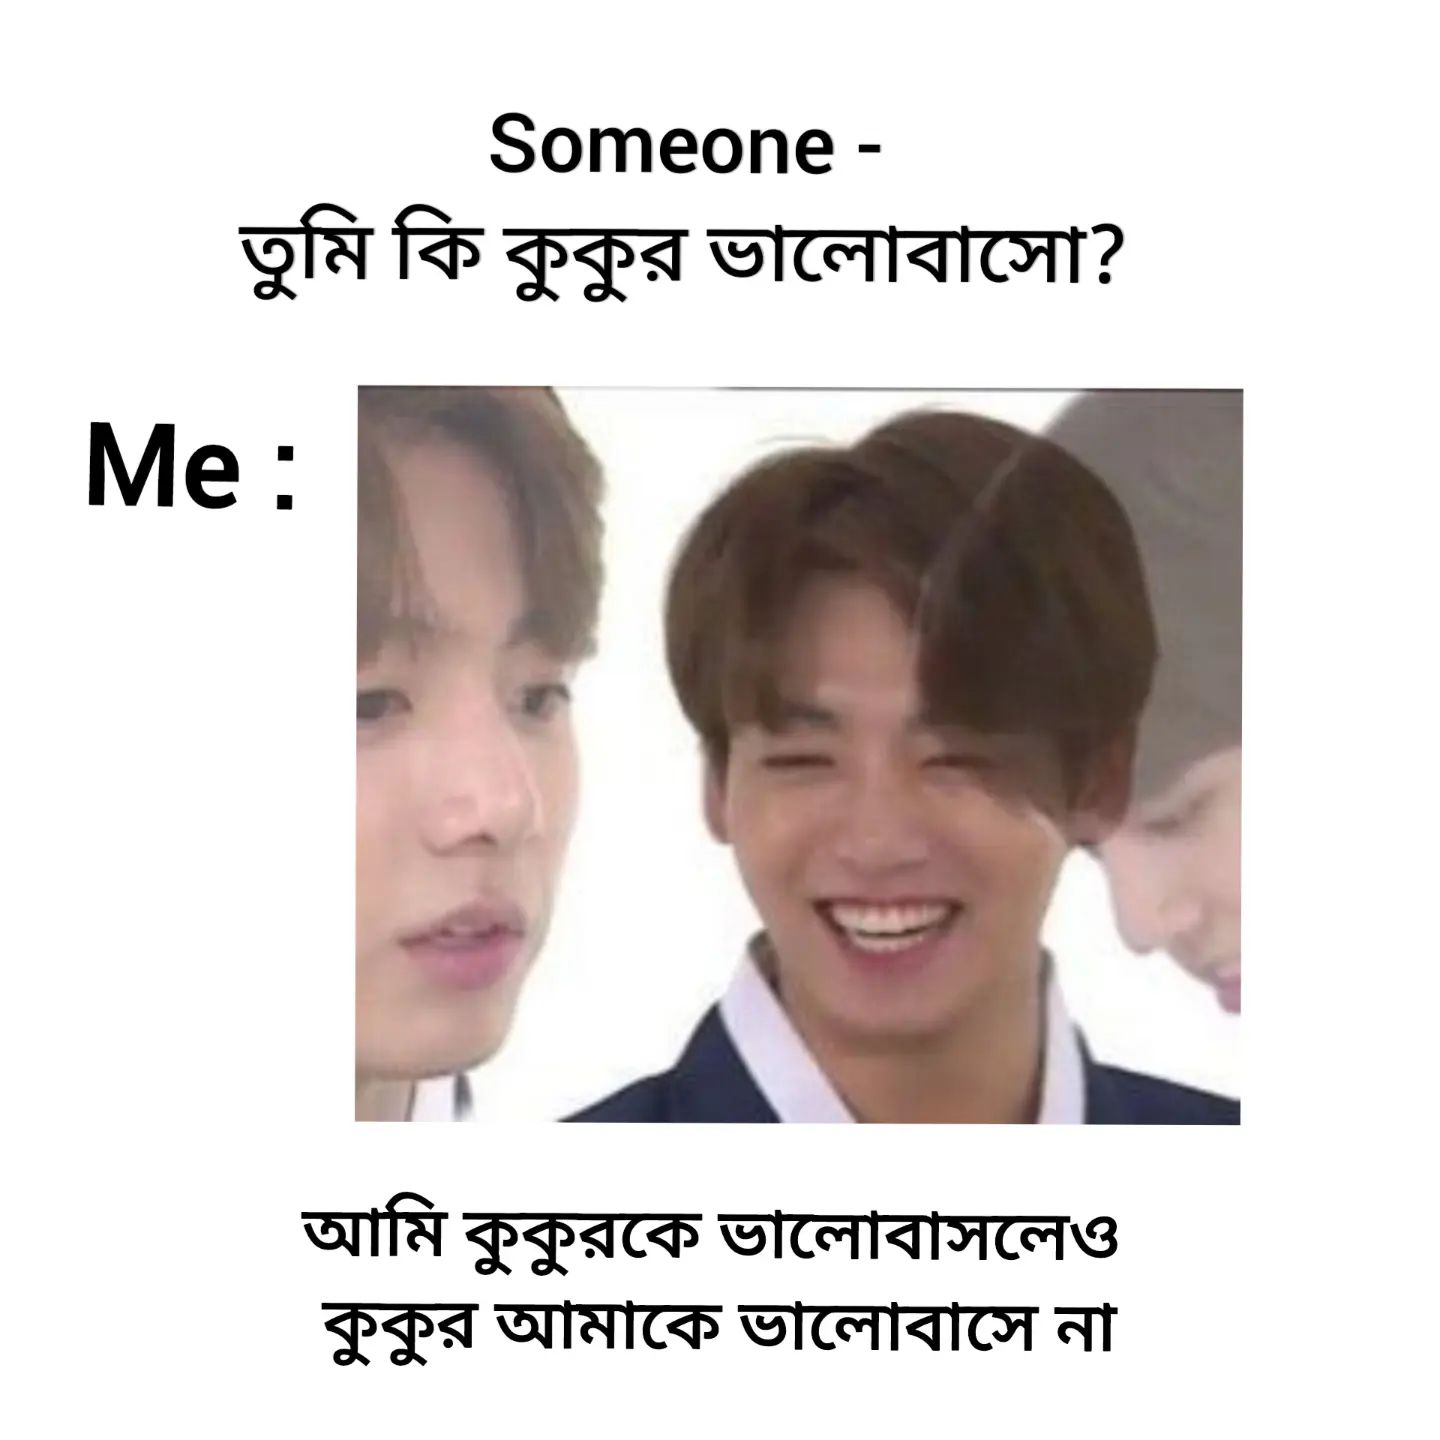 Someone -
তুমি কি কুকুর ভালোবাসো?
Me :
আমি কুকুরকে ভালোবাসলেও
কুকুর আমাকে ভালোবাসে না